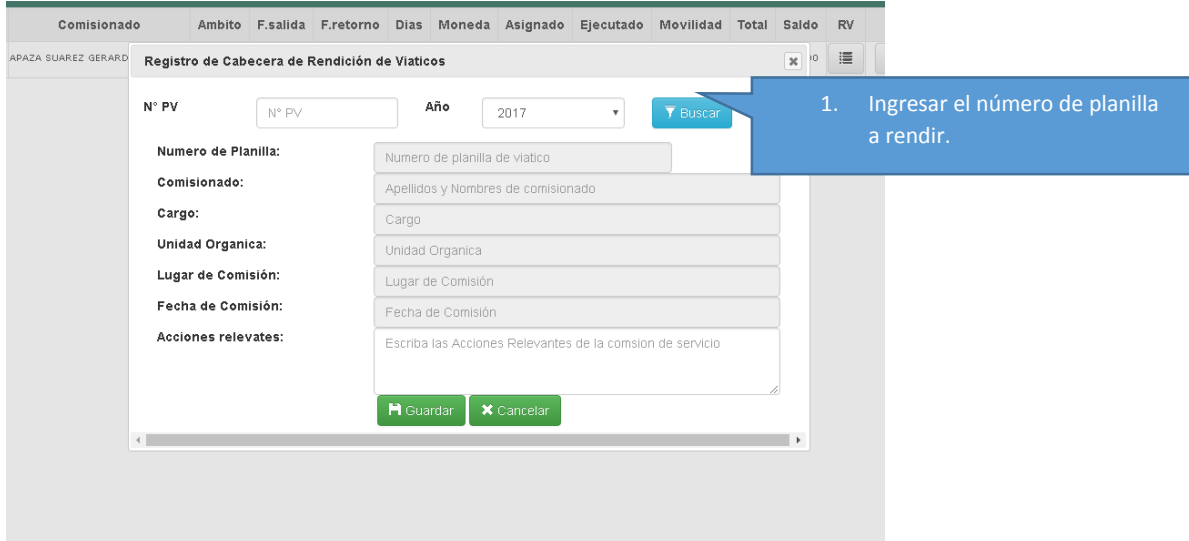 Comisionado Ambito F.salida F.retorno Dias Moneda Asignado Ejecutado Movilidad Total Saldo RV
APAZA SUAREZ GERARD
Registro de Cabecera de Rendición de Viaticos
N° PV N° PV Año 2017 Buscar
1. Ingresar el número de planilla
a rendir.
Numero de Planilla: Numero de planilla de viatico
Comisionado: Apellidos y Nombres de comisionado
Cargo: Cargo
Unidad Organica: Unidad Organica
Lugar de Comisión: Lugar de Comisión
Fecha de Comisión: Fecha de Comisión
Acciones relevates: Escriba las Acciones Relevantes de la comsion de servicio
Guardar Cancelar